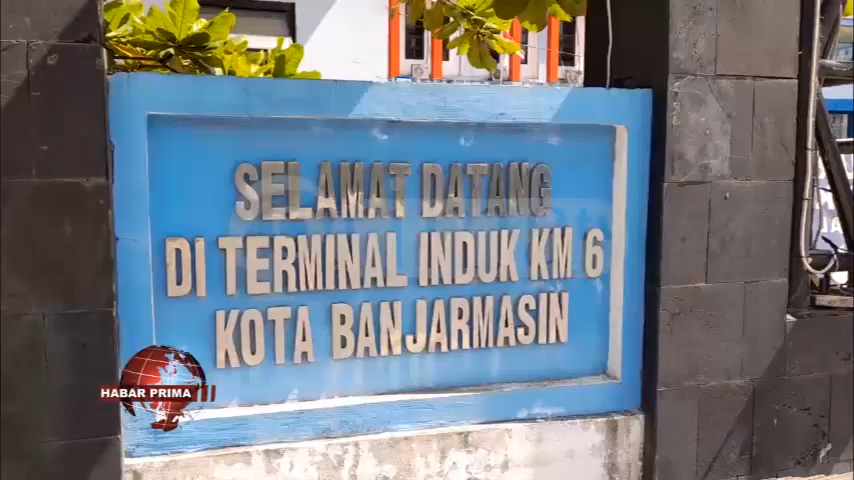 SELAMAT DATANG
DI TERMINAL INDUK KM 6
KOTA BANJARMASIN
HABAR PRIMA